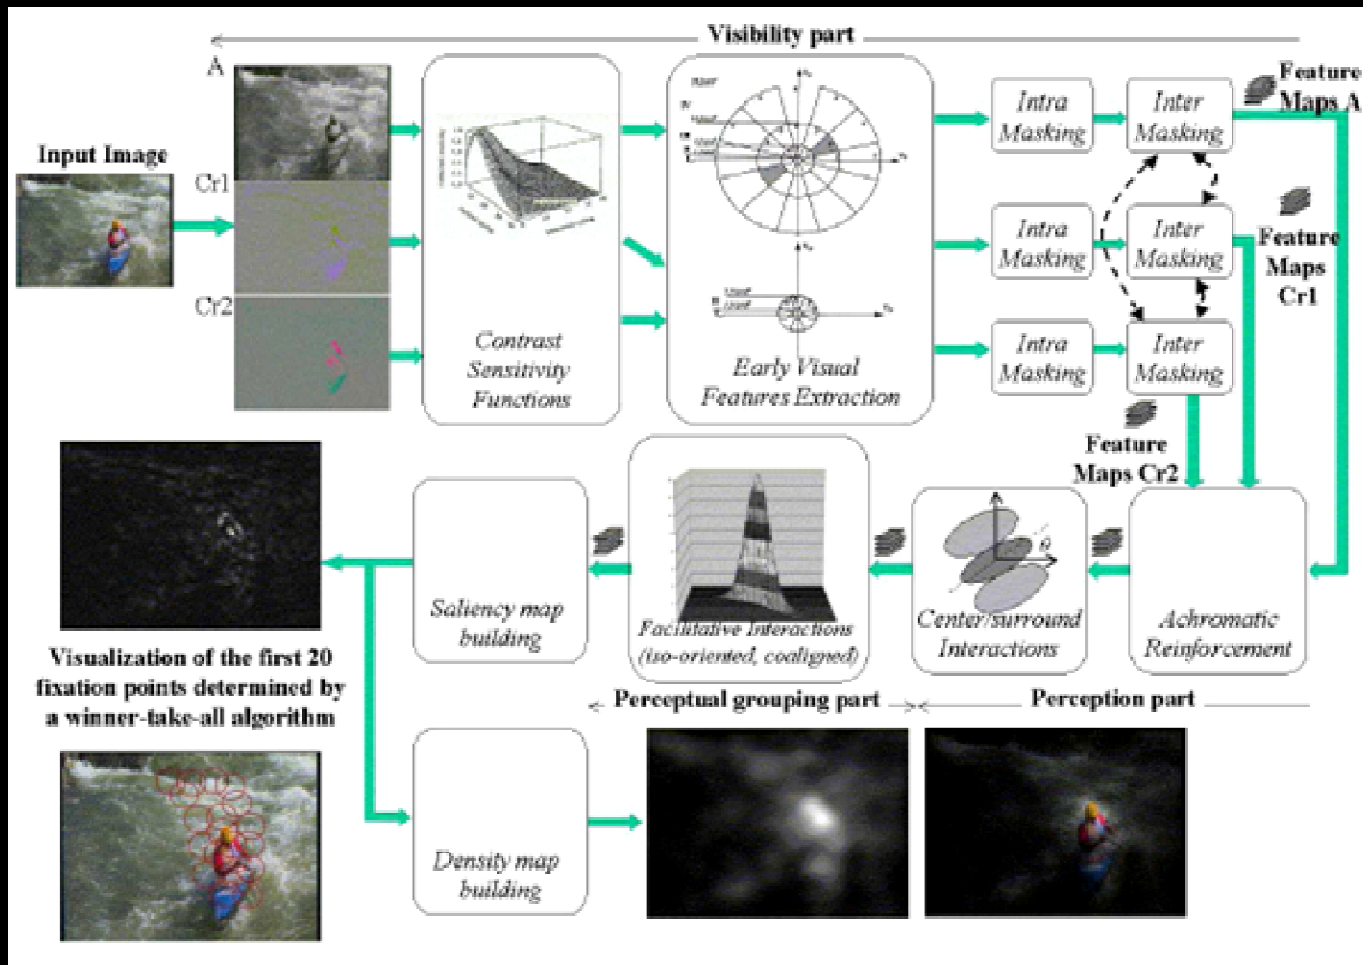 Visibility part
A
Input Image
Cr1
Cr2
Contrast
Sensitivity
Functions
Early Visual
Features Extraction
Intra
Masking
Inter
Masking
Intra
Masking
Inter
Masking
Intra
Masking
Inter
Masking
Feature
Maps A
Feature
Maps
Cr1
Feature
Maps Cr2
Achromatic
Reinforcement
Center/surround
Interactions
θ
Facilitative Interactions
(iso-oriented, coaligned)
Saliency map
building
Perceptual grouping part
Perception part
Visualization of the first 20
fixation points determined by
a winner-take-all algorithm
Density map
building